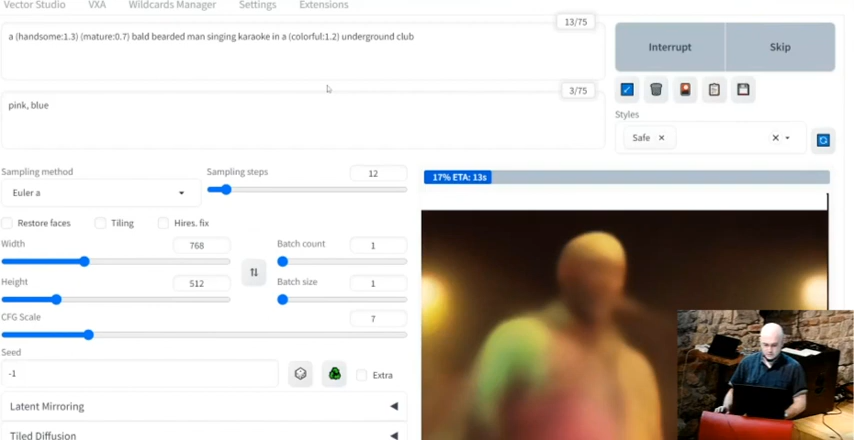 Vector Studio VXA Wildcards Manager Settings Extensions
13/75
a (handsome:1.3) (mature:0.7) bald bearded man singing karaoke in a (colorful:1.2) underground club
Interrupt Skip
3/75
pink, blue
Styles
Safe × × 
Sampling method Sampling steps 12
Euler a
17% ETA: 13s
Restore faces Tiling Hires. fix
Width 768 Batch count 1
Height 512 Batch size 1
CFG Scale 7
Seed
-1 Extra
Latent Mirroring
Tiled Diffusion